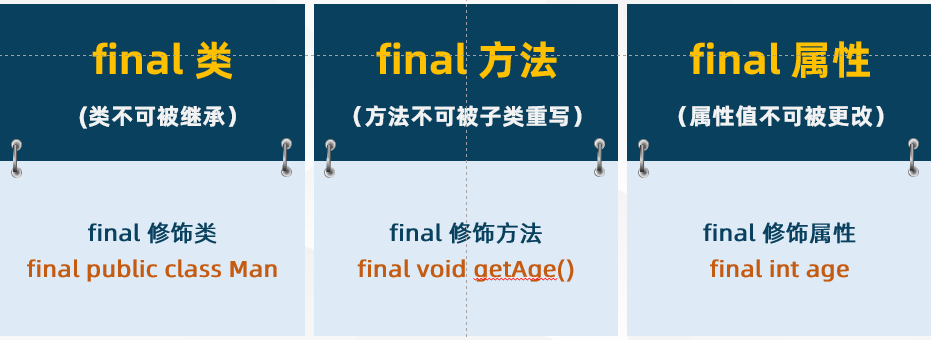 final 类
(类不可被继承）
final 修饰类
final public class Man
final 方法
（方法不可被子类重写）
final 修饰方法
final void getAge()
final 属性
（属性值不可被更改）
final 修饰属性
final int age